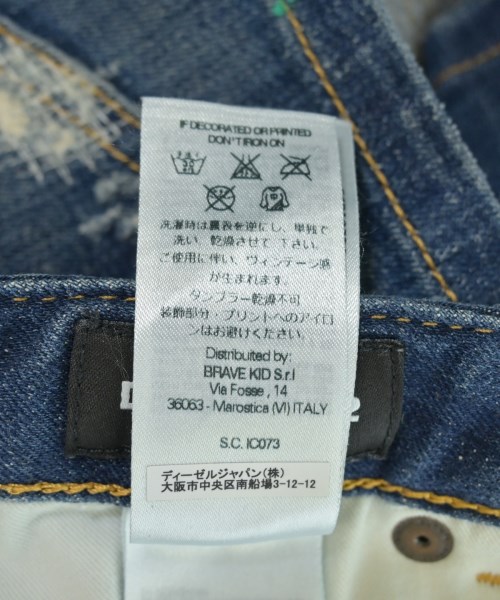 IF DECORATED OR PRINTED
DON'T IRON ON
洗濯時は裏表を逆にし、単独で
洗い、乾燥させて下さい。
ご使用に伴い、ヴィンテージ感
が生まれます。
タンブラー乾燥不可
装飾部分・プリントへのアイロ
ンはお避けください。
Distributed by:
BRAVE KID S.r.l
Via Fosse , 14
36063 - Marostica (VI) ITALY
S.C. IC073
ディーゼルジャパン(株)
大阪市中央区南船場3-12-12